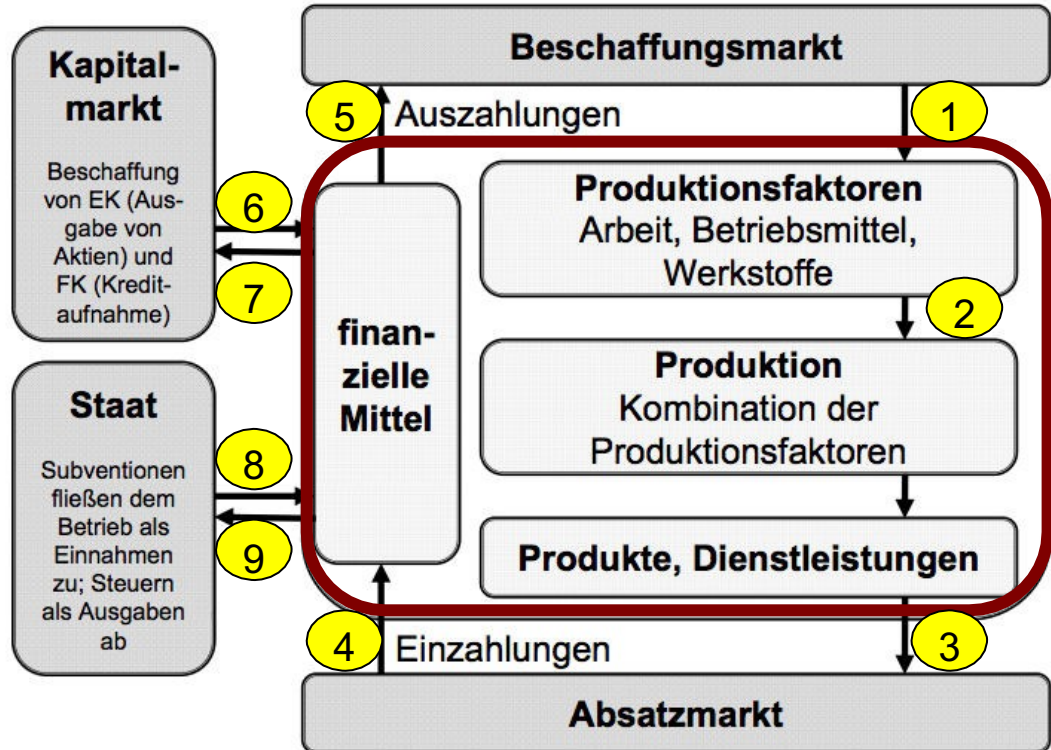 Beschaffungsmarkt
Kapital-
markt
Beschaffung
von EK (Aus-
gabe von
Aktien) und
FK (Kredit-
aufnahme)
5
Auszahlungen
1
6
7
Produktionsfaktoren
Arbeit, Betriebsmittel,
Werkstoffe
2
finan-
zielle
Mittel
Produktion
Kombination der
Produktionsfaktoren
Staat
Subventionen
fließen dem
Betrieb als
Einnahmen
zu; Steuern
als Ausgaben
ab
8
9
Produkte, Dienstleistungen
4
Einzahlungen
3
Absatzmarkt